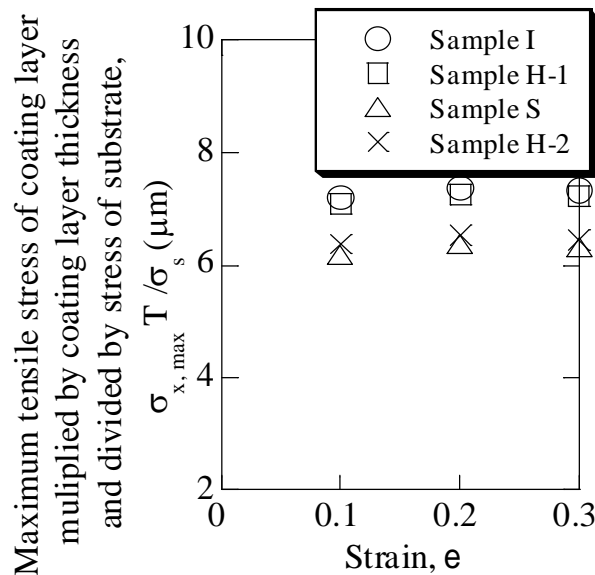 Maximum tensile stress of coating layer
muliplied by coating layer thickness
and divided by stress of substrate,
σx, max T /σs (μm)
10
8
6
4
2
Sample I
Sample H-1
Sample S
Sample H-2
0
0.1
0.2
0.3
Strain, e